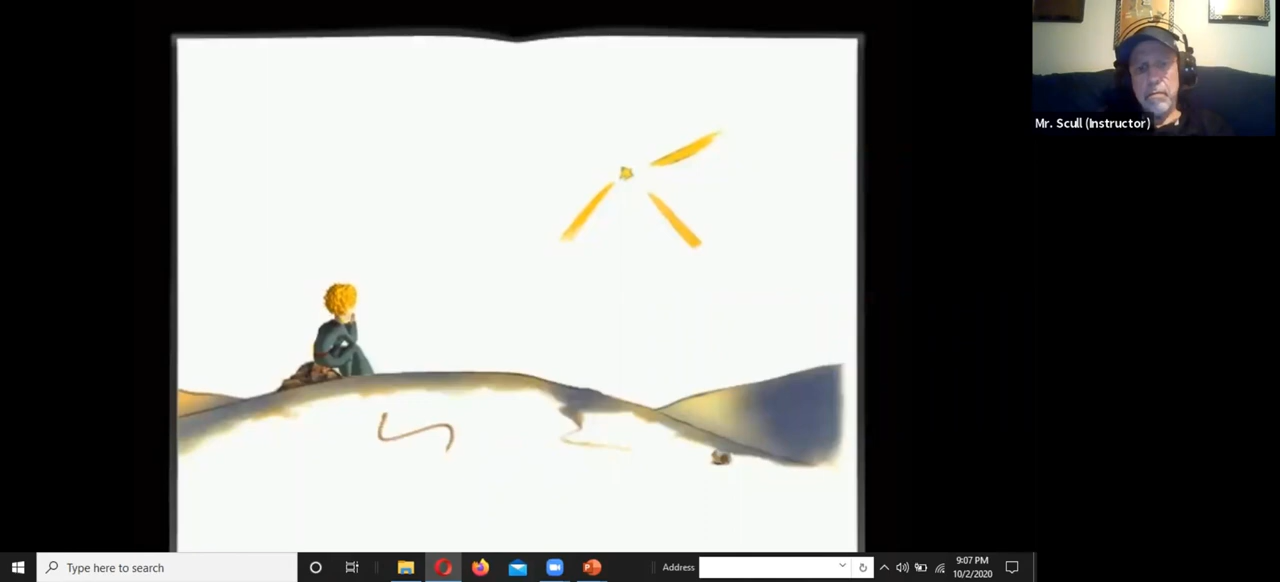 Mr. Scull (Instructor)
Type here to search
Address
9:07 PM
10/2/2020